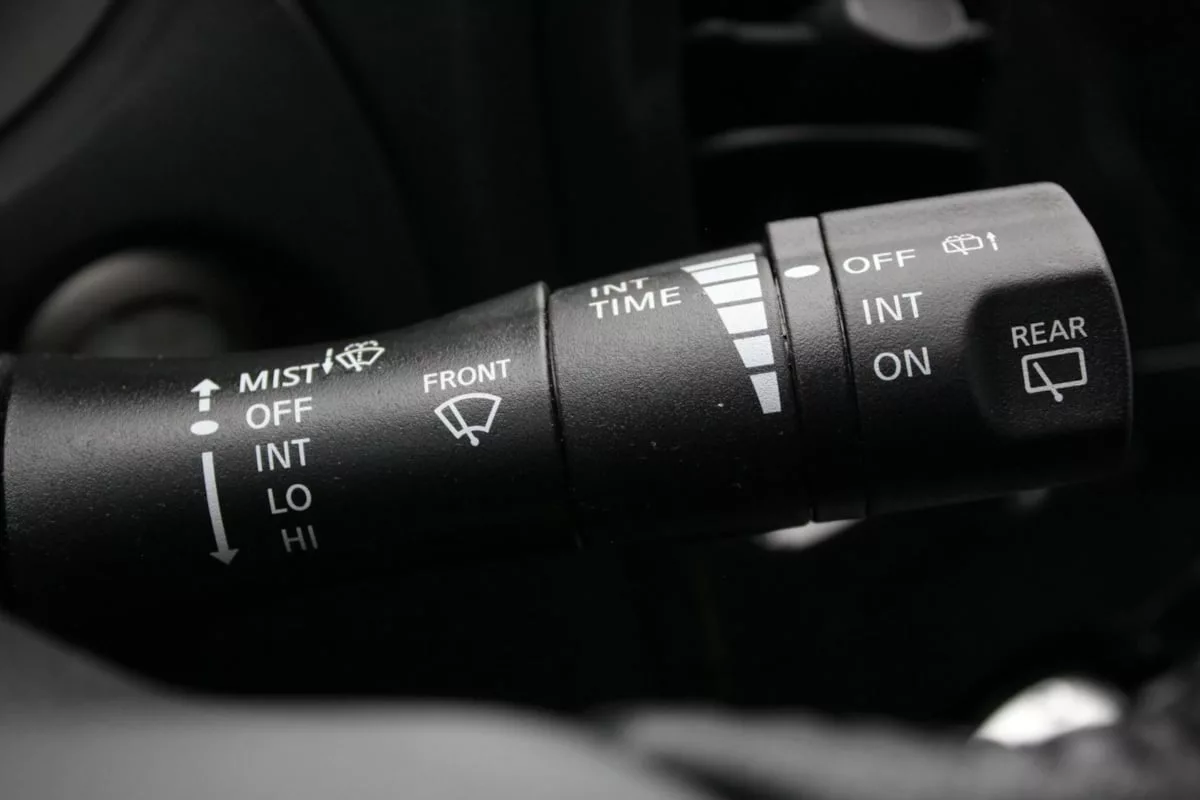 MIST
OFF
INT
LO
HI
FRONT
INT
TIME
OFF
INT
ON
REAR